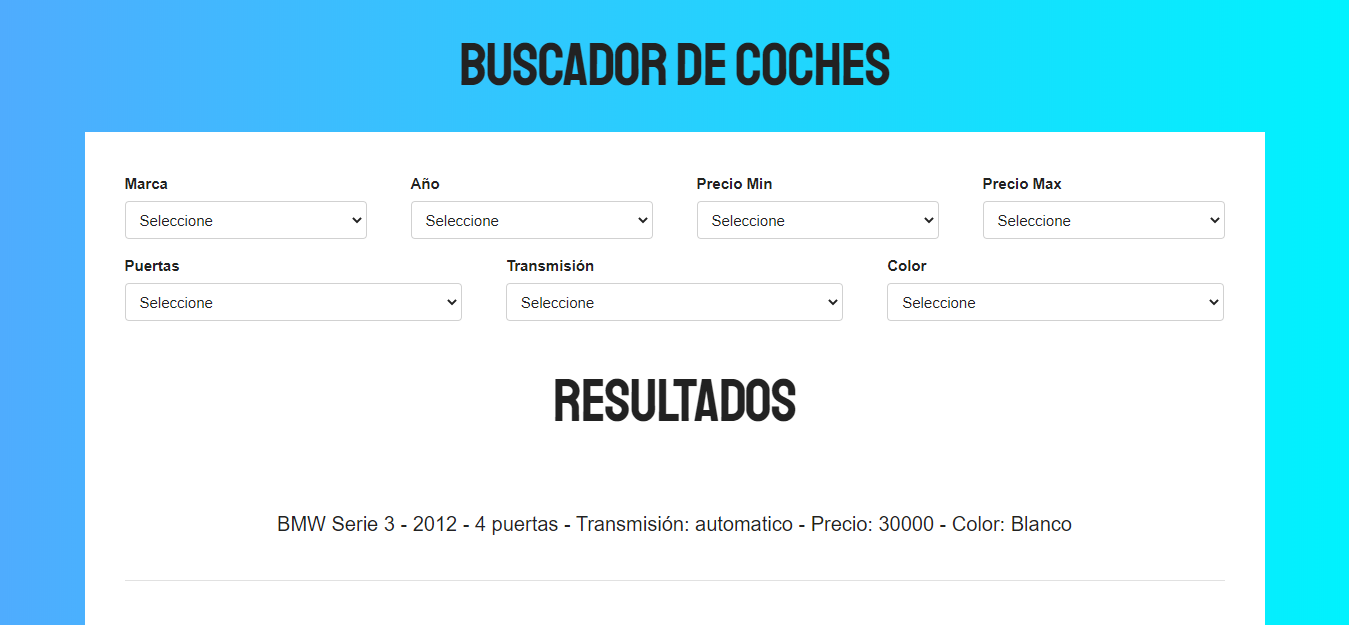 BUSCADOR DE COCHES
Marca
Año
Precio Min
Precio Max
Seleccione
Seleccione
Seleccione
Seleccione
Puertas
Transmisión
Color
Seleccione
Seleccione
Seleccione
RESULTADOS
BMW Serie 3 - 2012 - 4 puertas - Transmisión: automatico - Precio: 30000 - Color: Blanco